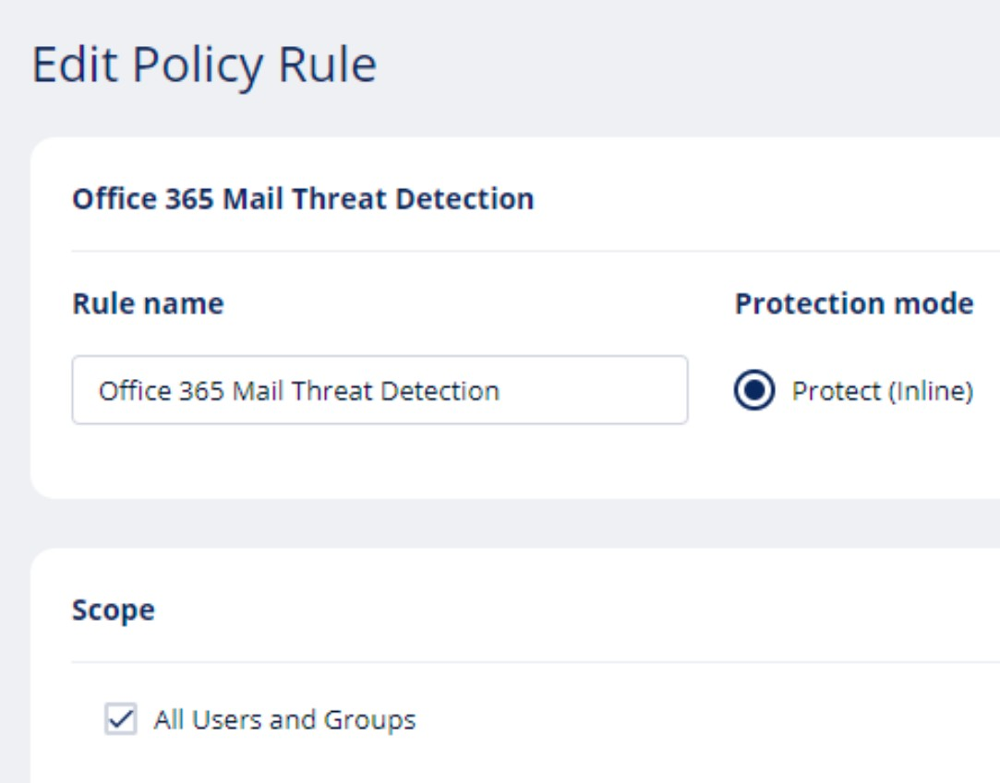 Edit Policy Rule
Office 365 Mail Threat Detection
Rule name
Protection mode
Office 365 Mail Threat Detection
Protect (Inline)
Scope
All Users and Groups